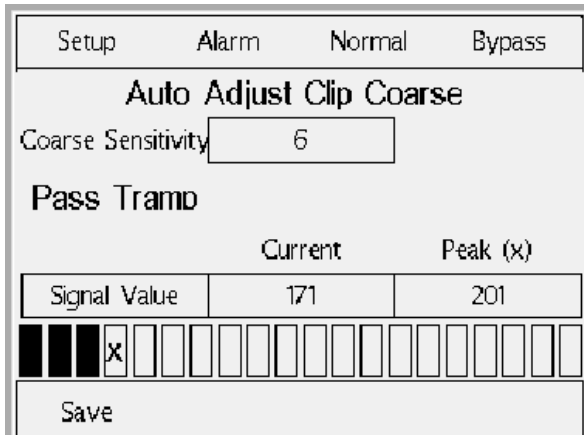 Setup Alarm Normal Bypass
Auto Adjust Clip Coarse
Coarse Sensitivity 6
Pass Tramp
Current Peak (x)
Signal Value 171 201
X
Save